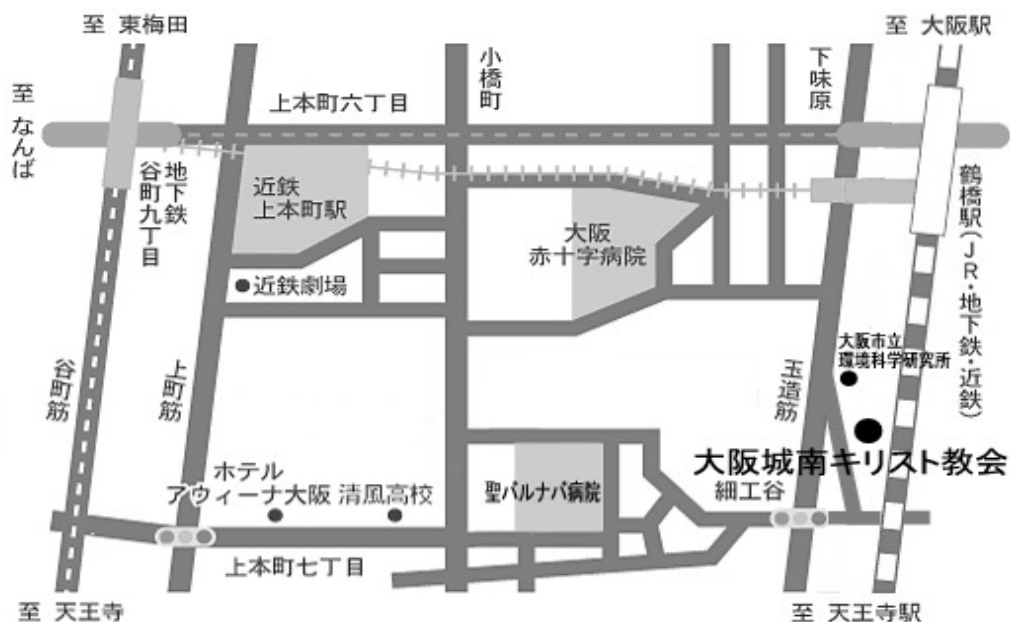 至 東梅田
至 大阪駅
小橋町
下味原
至 なんば
上本町六丁目
地下鉄
谷町九丁目
近鉄
上本町駅
大阪
赤十字病院
鶴橋駅(JR・地下鉄・近鉄)
近鉄劇場
大阪市立
環境科学研究所
谷町筋
上町筋
玉造筋
大阪城南キリスト教会
ホテル
アウィーナ大阪
清風高校
聖バルナバ病院
細工谷
上本町七丁目
至 天王寺
至 天王寺駅